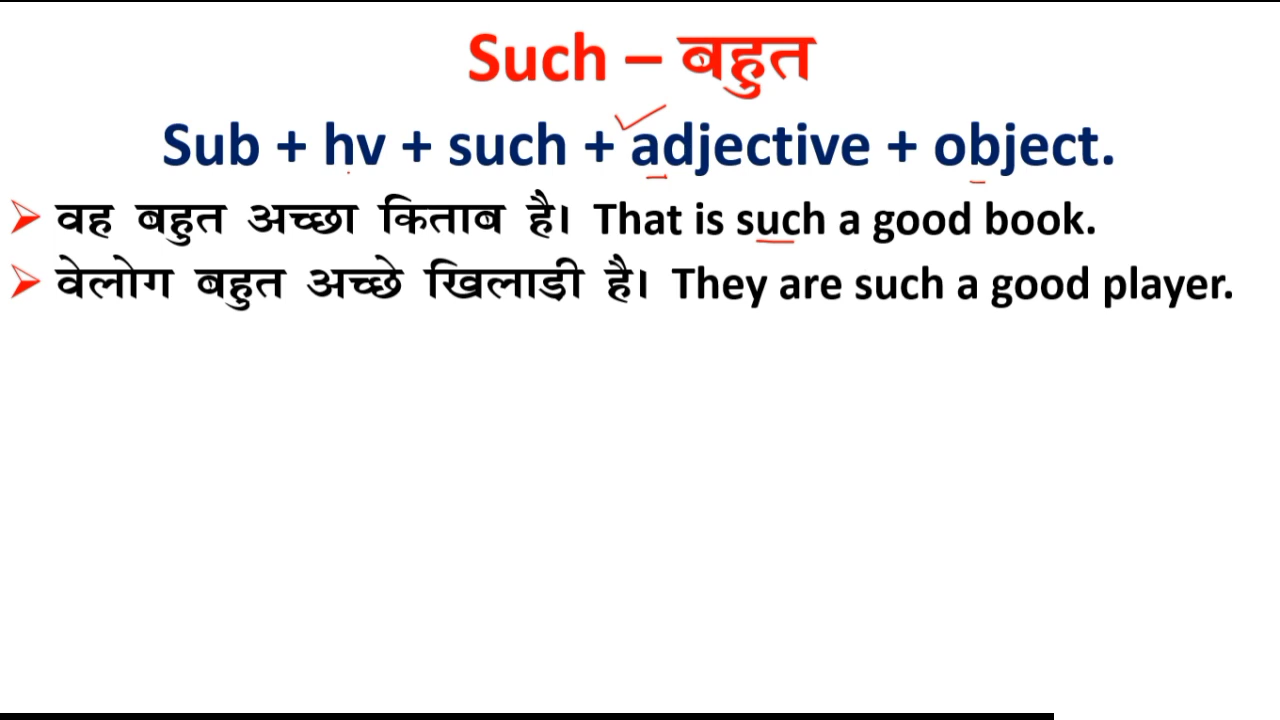 Such – बहुत
Sub + hv + such + adjective + object.
➢ वह बहुत अच्छा किताब है। That is such a good book.
➢ वेलोग बहुत अच्छे खिलाडी है। They are such a good player.